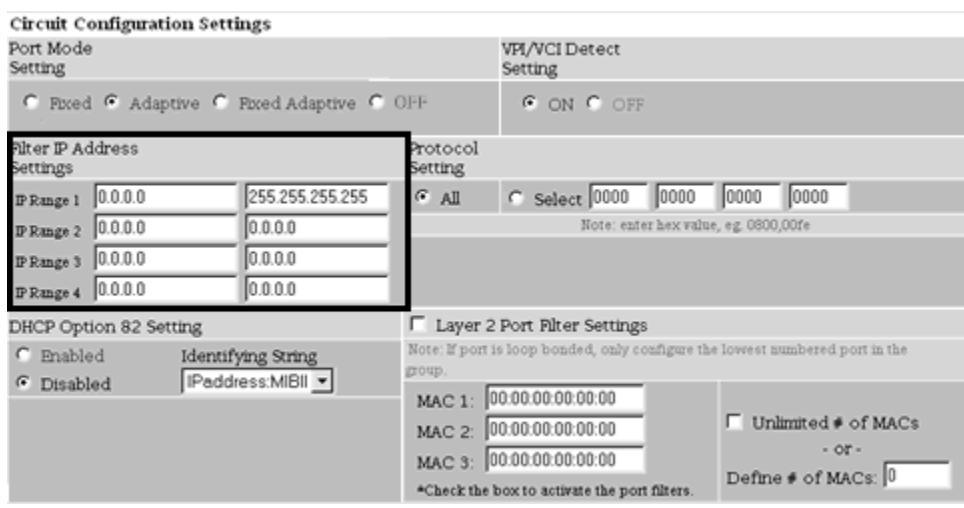 Circuit Configuration Settings
Port Mode
Setting
VPI/VCI Detect
Setting
Fixed Adaptive Fixed Adaptive OFF
ON OFF
Filter IP Address
Settings
IP Range 1 0.0.0.0 255.255.255.255
IP Range 2 0.0.0.0 0.0.0.0
IP Range 3 0.0.0.0 0.0.0.0
IP Range 4 0.0.0.0 0.0.0.0
Protocol
Setting
All Select 0000 0000 0000 0000
Note: enter hex value, eg. 0800,00fe
DHCP Option 82 Setting
Enabled Identifying String
Disabled IPaddress:MIBII
Layer 2 Port Filter Settings
Note: If port is loop bonded, only configure the lowest numbered port in the
group.
MAC 1: 00:00:00:00:00:00
MAC 2: 00:00:00:00:00:00
MAC 3: 00:00:00:00:00:00
*Check the box to activate the port filters.
Unlimited # of MACs
- or -
Define # of MACs: 0